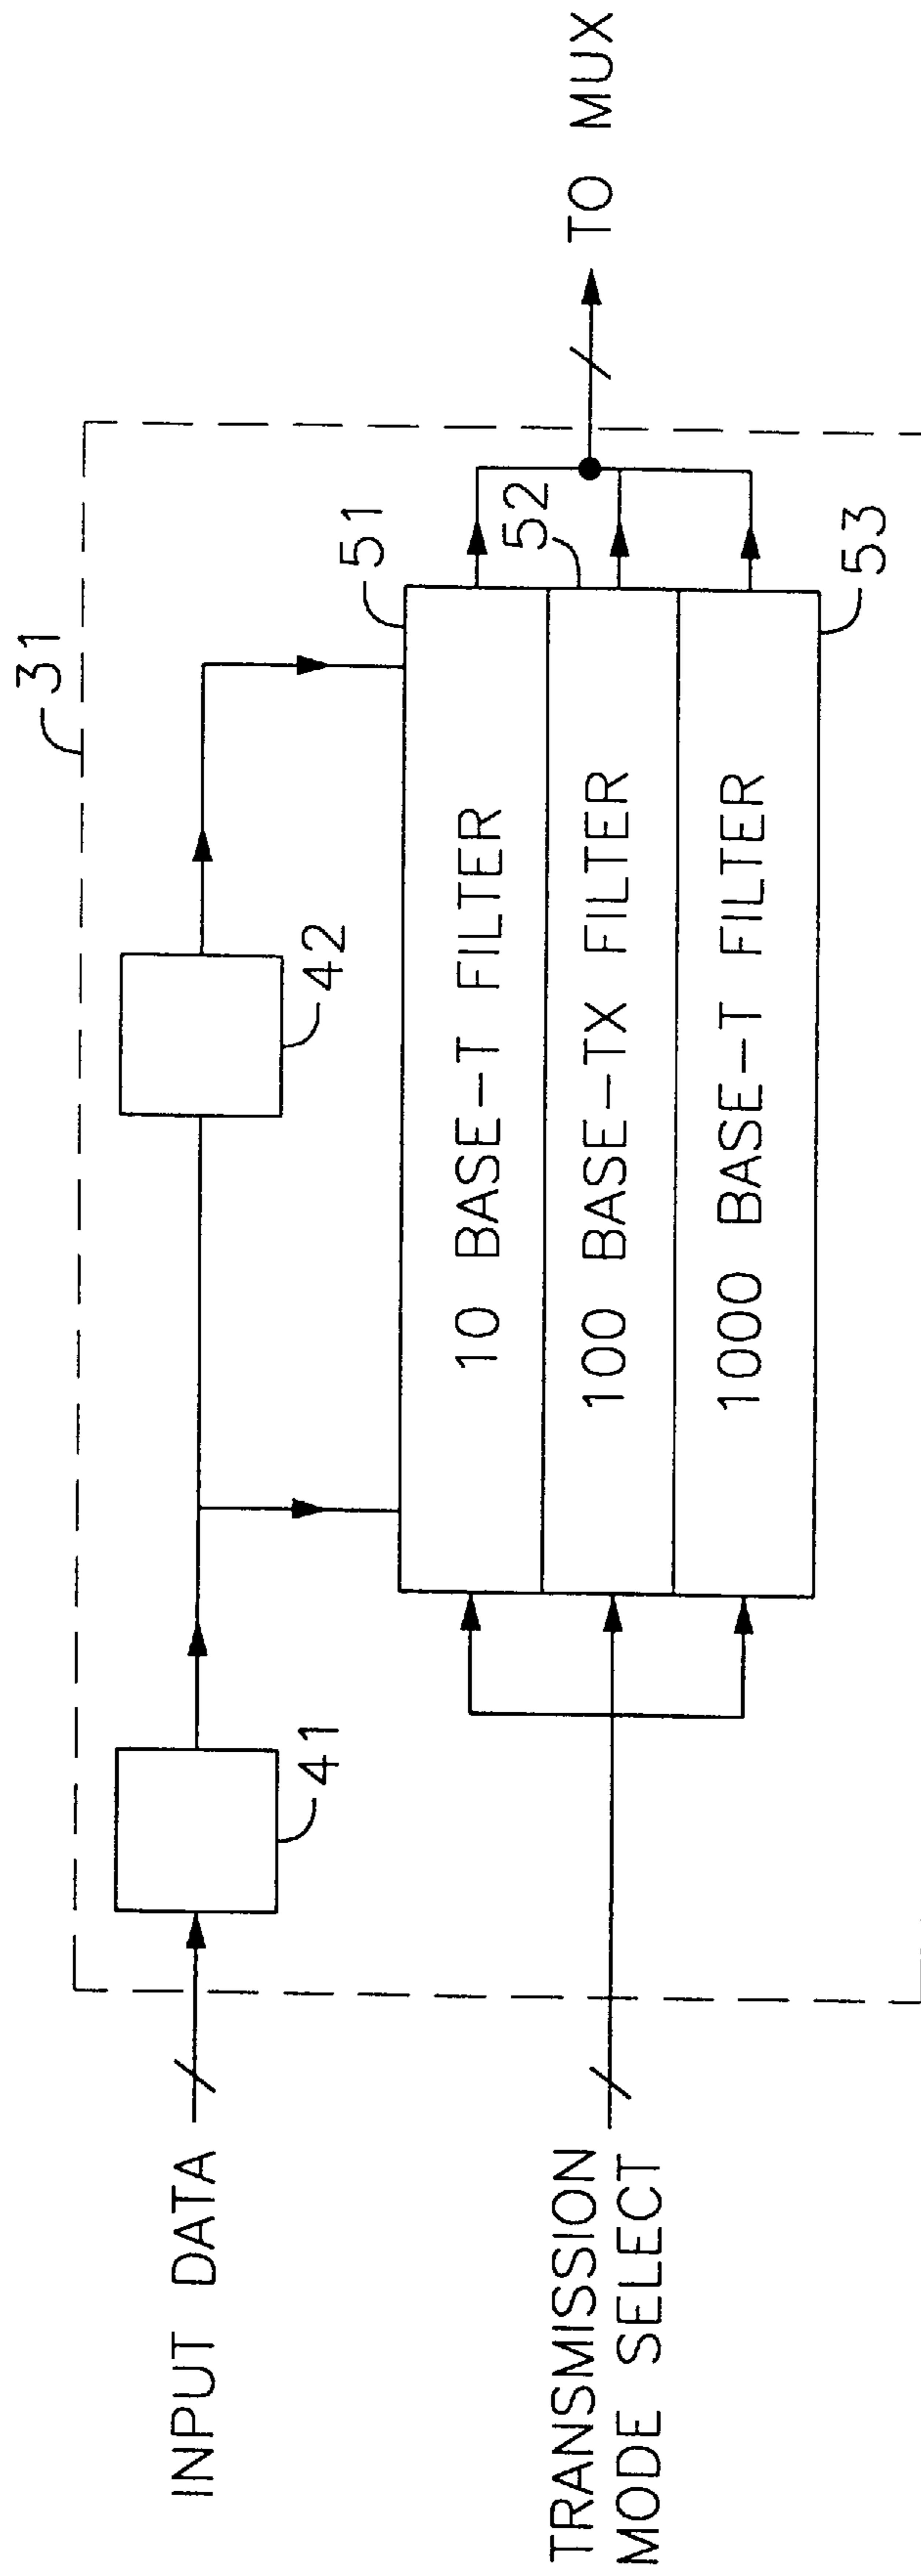 31
INPUT DATA
41
42
51
52
TO MUX
10 BASE-T FILTER
100 BASE-TX FILTER
1000 BASE-T FILTER
53
TRANSMISSION
MODE SELECT